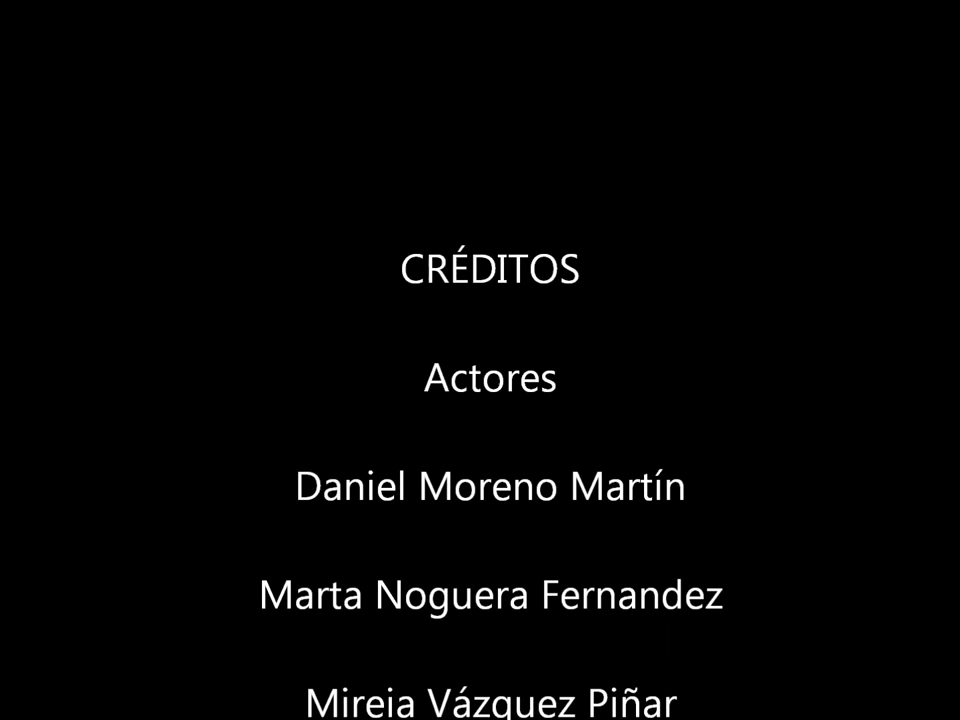 CRÉDITOS
Actores
Daniel Moreno Martín
Marta Noguera Fernandez
Mireia Vázquez Piñar